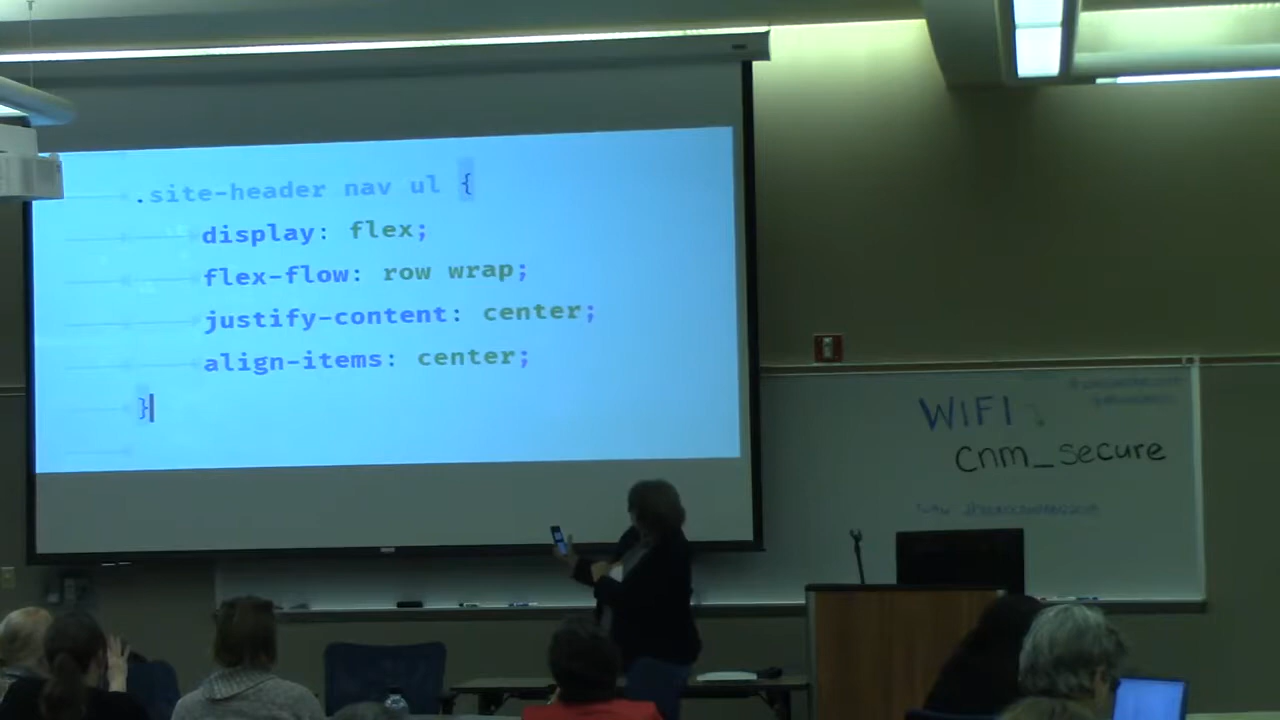 .site-header nav ul {
display: flex;
flex-flow: row wrap;
justify-content: center;
align-items: center;
}
WIFI
cnm_secure